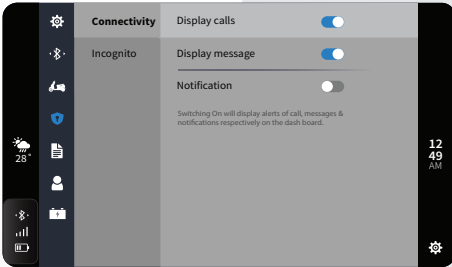 Connectivity
Incognito
Display calls
Display message
Notification
Switching On will display alerts of call, messages &
notifications respectively on the dash board.
28°
12
49
AM